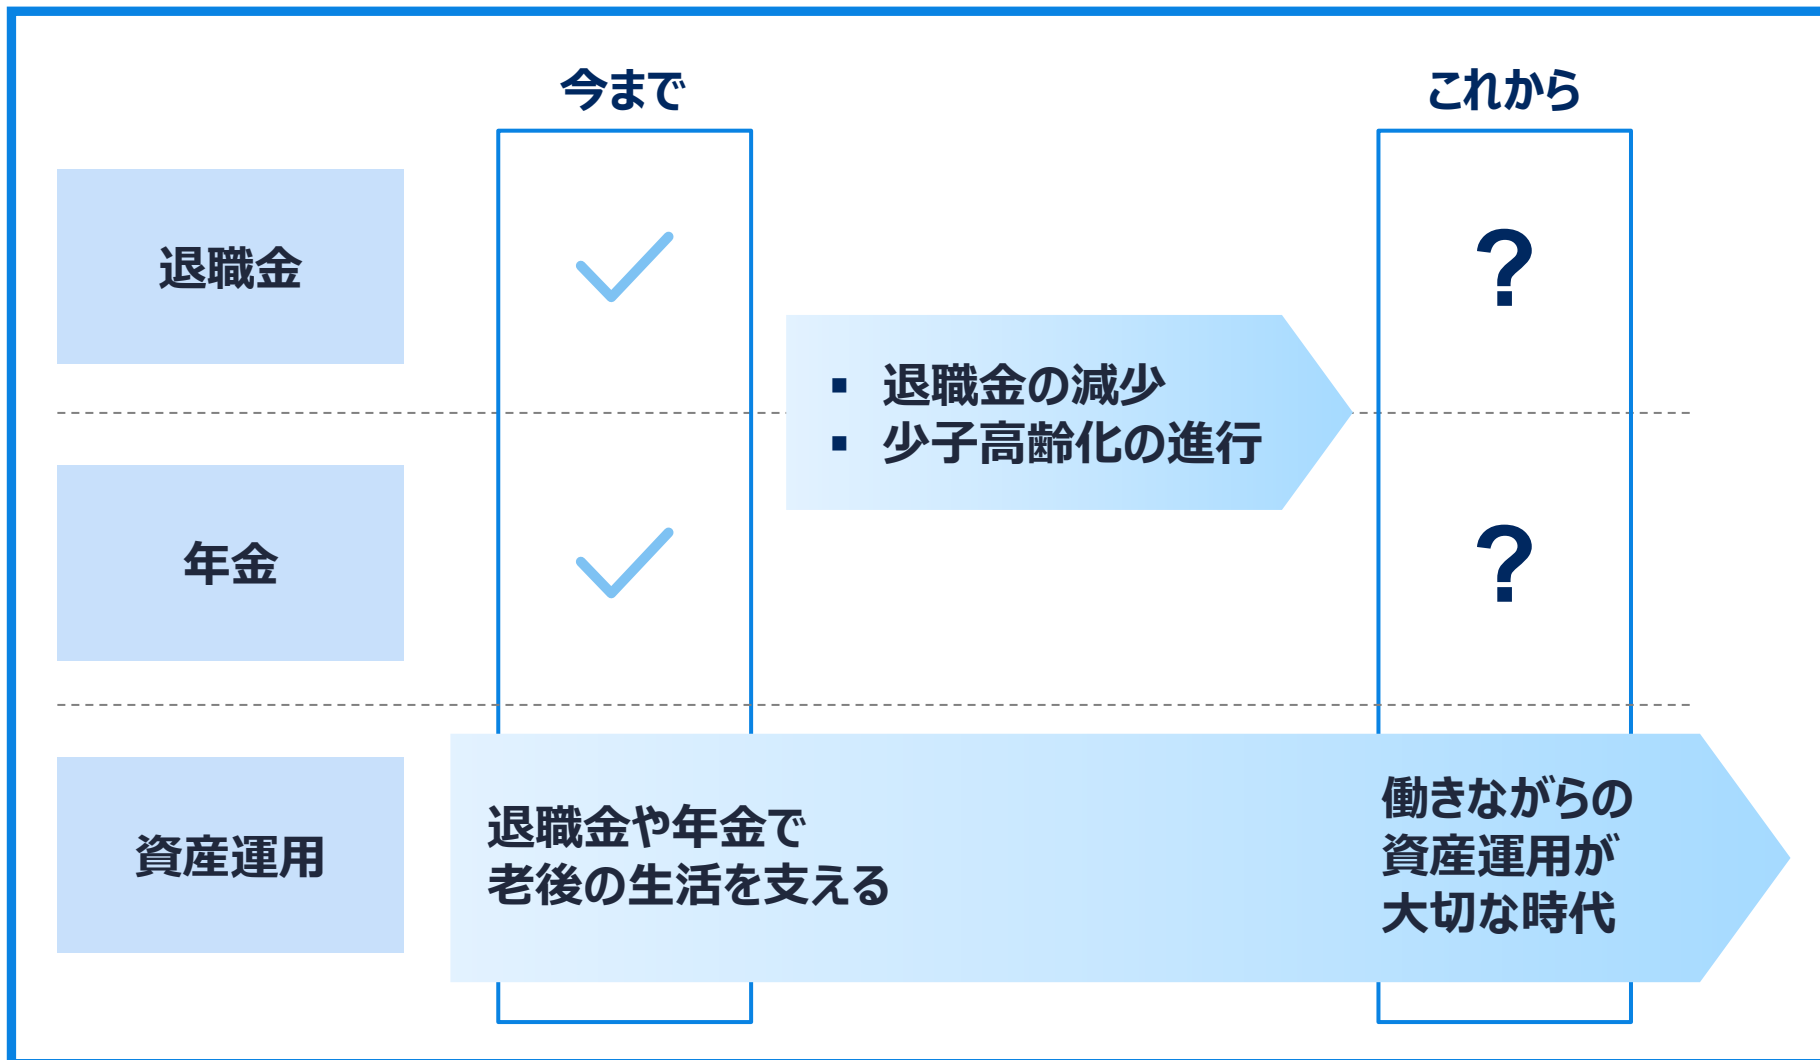 今まで
これから
退職金
?
▪ 退職金の減少
▪ 少子高齢化の進行
年金
?
資産運用
退職金や年金で
老後の生活を支える
働きながらの
資産運用が
大切な時代